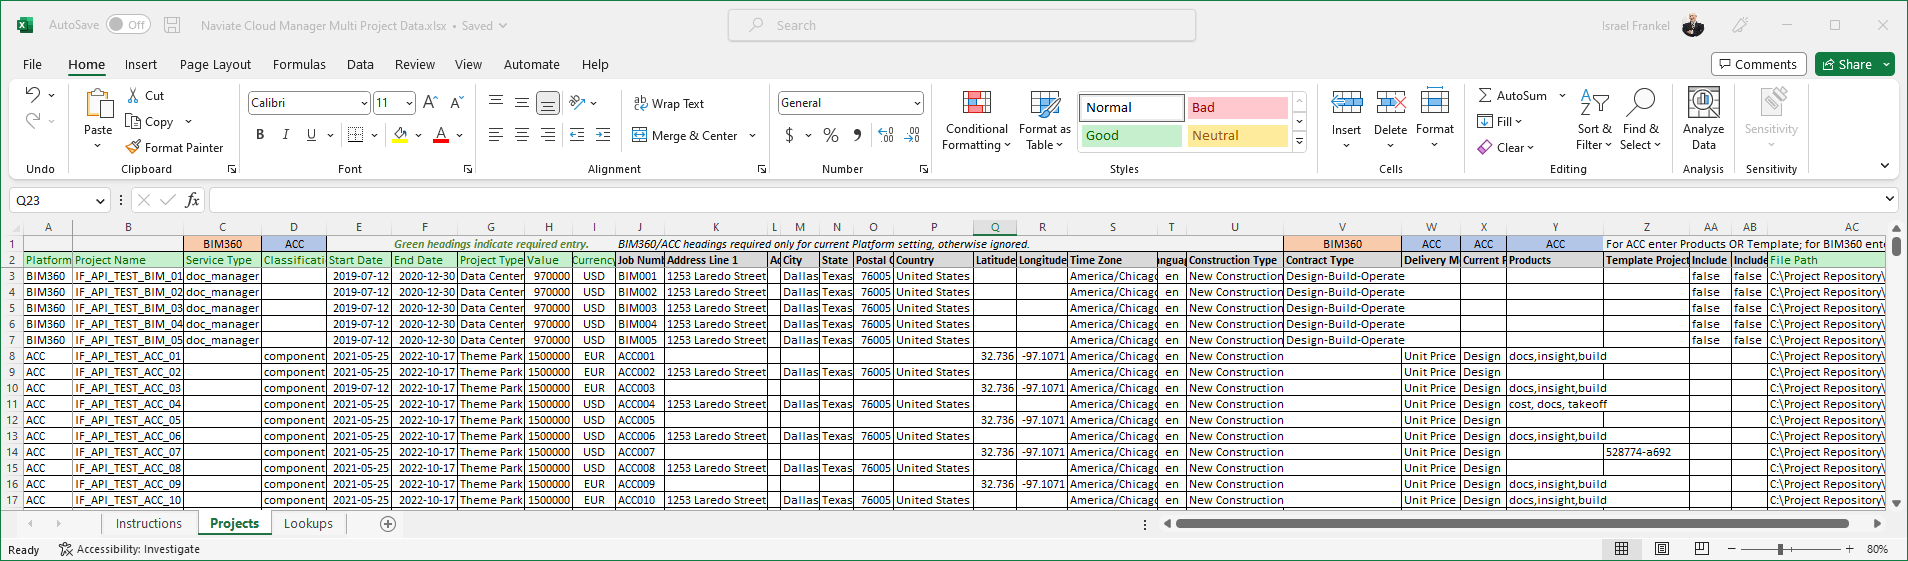 AutoSave Off Naviate Cloud Manager Multi Project Data.xlsx • Saved Search Israel Frankel
File Home Insert Page Layout Formulas Data Review View Automate Help Comments Share
Cut Calibri 11 Wrap Text General Normal Bad AutoSum
Paste Copy Conditional Formatting Format as Table Insert Delete Format Fill Sort & Filter Find & Select Analyze Data Sensitivity
Format Painter B I U Merge & Center $ % Good Neutral Clear
Undo Clipboard Font Alignment Number Styles Cells Editing Analysis Sensitivity
Q23 fx
A B C D E F G H I J K L M N O P Q R S T U V W X Y Z AA AB AC
1 BIM360 ACC Green headings indicate required entry. BIM360/ACC headings required only for current Platform setting, otherwise ignored. BIM360 ACC ACC ACC For ACC enter Products OR Template; for BIM360 ente
2 Platform Project Name Service Type Classificati Start Date End Date Project Type Value Currency Job Num Address Line 1 Ad City State Postal C Country Latitude Longitude Time Zone anguag Construction Type Contract Type Delivery M Current P Products Template Project Include Include File Path
3 BIM360 IF_API_TEST_BIM_01 doc_manager 2019-07-12 2020-12-30 Data Center 970000 USD BIM001 1253 Laredo Street Dallas Texas 76005 United States America/Chicago en New Construction Design-Build-Operate false false C:\Project Repository\
4 BIM360 IF_API_TEST_BIM_02 doc_manager 2019-07-12 2020-12-30 Data Center 970000 USD BIM002 1253 Laredo Street Dallas Texas 76005 United States America/Chicago en New Construction Design-Build-Operate false false C:\Project Repository\
5 BIM360 IF_API_TEST_BIM_03 doc_manager 2019-07-12 2020-12-30 Data Center 970000 USD BIM003 1253 Laredo Street Dallas Texas 76005 United States America/Chicago en New Construction Design-Build-Operate false false C:\Project Repository\
6 BIM360 IF_API_TEST_BIM_04 doc_manager 2019-07-12 2020-12-30 Data Center 970000 USD BIM004 1253 Laredo Street Dallas Texas 76005 United States America/Chicago en New Construction Design-Build-Operate false false C:\Project Repository\
7 BIM360 IF_API_TEST_BIM_05 doc_manager 2019-07-12 2020-12-30 Data Center 970000 USD BIM005 1253 Laredo Street Dallas Texas 76005 United States America/Chicago en New Construction Design-Build-Operate false false C:\Project Repository\
8 ACC IF_API_TEST_ACC_01 component 2021-05-25 2022-10-17 Theme Park 1500000 EUR ACC001 32.736 -97.1071 America/Chicago en New Construction Unit Price Design docs,insight,build C:\Project Repository\
9 ACC IF_API_TEST_ACC_02 component 2021-05-25 2022-10-17 Theme Park 1500000 USD ACC002 1253 Laredo Street Dallas Texas 76005 United States America/Chicago en New Construction Unit Price Design C:\Project Repository\
10 ACC IF_API_TEST_ACC_03 component 2019-07-12 2022-10-17 Theme Park 1500000 EUR ACC003 32.736 -97.1071 America/Chicago en New Construction Unit Price Design docs,insight,build C:\Project Repository\
11 ACC IF_API_TEST_ACC_04 component 2021-05-25 2022-10-17 Theme Park 1500000 USD ACC004 1253 Laredo Street Dallas Texas 76005 United States America/Chicago en New Construction Unit Price Design cost, docs, takeoff C:\Project Repository\
12 ACC IF_API_TEST_ACC_05 component 2021-05-25 2022-10-17 Theme Park 1500000 EUR ACC005 32.736 -97.1071 America/Chicago en New Construction Unit Price Design C:\Project Repository\
13 ACC IF_API_TEST_ACC_06 component 2021-05-25 2022-10-17 Theme Park 1500000 USD ACC006 1253 Laredo Street Dallas Texas 76005 United States America/Chicago en New Construction Unit Price Design docs,insight,build C:\Project Repository\
14 ACC IF_API_TEST_ACC_07 component 2021-05-25 2022-10-17 Theme Park 1500000 USD ACC007 32.736 -97.1071 America/Chicago en New Construction Unit Price Design 528774-a692 C:\Project Repository\
15 ACC IF_API_TEST_ACC_08 component 2021-05-25 2022-10-17 Theme Park 1500000 USD ACC008 1253 Laredo Street Dallas Texas 76005 United States America/Chicago en New Construction Unit Price Design docs,insight,build C:\Project Repository\
16 ACC IF_API_TEST_ACC_09 component 2021-05-25 2022-10-17 Theme Park 1500000 EUR ACC009 32.736 -97.1071 America/Chicago en New Construction Unit Price Design docs,insight,build C:\Project Repository\
17 ACC IF_API_TEST_ACC_10 component 2021-05-25 2022-10-17 Theme Park 1500000 EUR ACC010 1253 Laredo Street Dallas Texas 76005 United States America/Chicago en New Construction Unit Price Design docs,insight,build C:\Project Repository\
Instructions Projects Lookups
Ready Accessibility: Investigate 80%